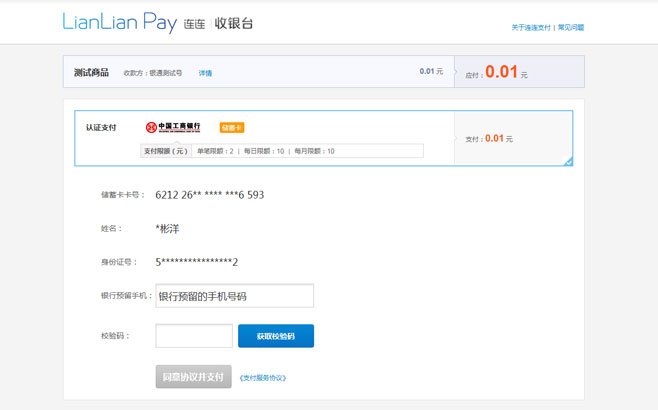 LianLian Pay 连连 | 收银台
关于连连支付 | 常见问题
测试商品 收款方：银通测试号 详情 0.01 元 应付：0.01 元
认证支付 中国工商银行 储蓄卡 支付：0.01 元
支付限额（元） 单笔限额：2 | 每日限额：10 | 每月限额：10
储蓄卡卡号： 6212 26** **** ***6 593
姓名： *彬洋
身份证号： 5****************2
银行预留手机： 银行预留的手机号码
校验码： 获取校验码
同意协议并支付 《支付服务协议》